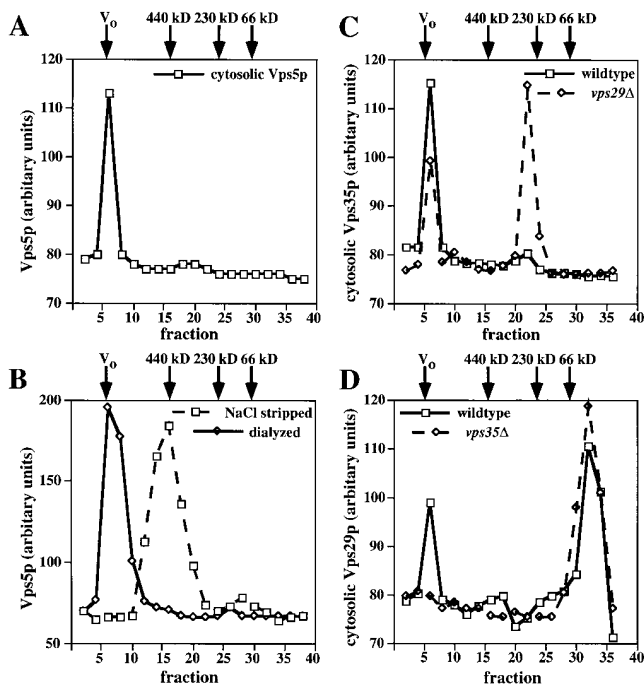 A
Vo 440 kD 230 kD 66 kD
120
110
100
90
80
70
Vps5p (arbitary units)
cytosolic Vps5p
5 10 15 20 25 30 35 40
fraction
B
Vo 440 kD 230 kD 66 kD
200
150
100
50
Vps5p (arbitary units)
NaCl stripped
dialyzed
5 10 15 20 25 30 35 40
fraction
C
Vo 440 kD 230 kD 66 kD
120
110
100
90
80
70
cytosolic Vps35p (arbitary units)
wildtype
vps29Δ
0 5 10 15 20 25 30 35 40
fraction
D
Vo 440 kD 230 kD 66 kD
120
110
100
90
80
70
cytosolic Vps29p (arbitary units)
wildtype
vps35Δ
0 5 10 15 20 25 30 35 40
fraction